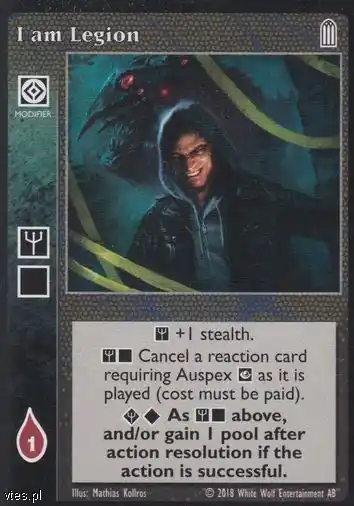 I am Legion
MODIFIER
+1 stealth.
Cancel a reaction card
requiring Auspex as it is
played (cost must be paid).
As above,
and/or gain 1 pool after
action resolution if the
action is successful.
1
vtes.pl
Illus: Mathias Kollros © 2018 White Wolf Entertainment AB